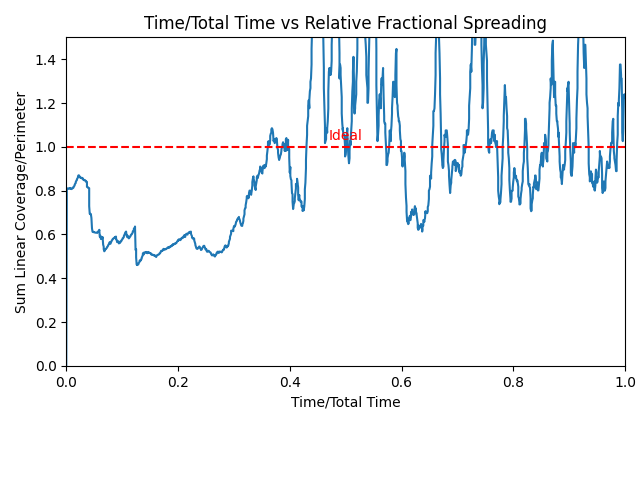 Time/Total Time vs Relative Fractional Spreading
Sum Linear Coverage/Perimeter
1.4
1.2
1.0
0.8
0.6
0.4
0.2
0.0
Ideal
0.0 0.2 0.4 0.6 0.8 1.0
Time/Total Time